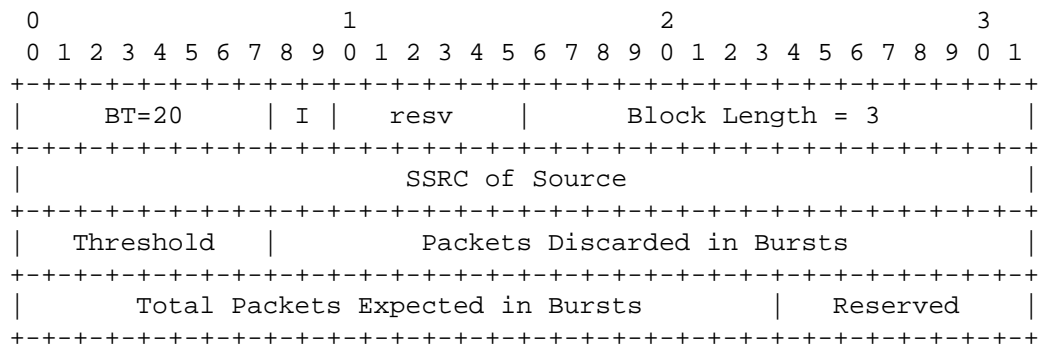 0                   1                   2                   3
 0 1 2 3 4 5 6 7 8 9 0 1 2 3 4 5 6 7 8 9 0 1 2 3 4 5 6 7 8 9 0 1
+-+-+-+-+-+-+-+-+-+-+-+-+-+-+-+-+-+-+-+-+-+-+-+-+-+-+-+-+-+-+-+-+
|     BT=20     | I |   resv    |      Block Length = 3         |
+-+-+-+-+-+-+-+-+-+-+-+-+-+-+-+-+-+-+-+-+-+-+-+-+-+-+-+-+-+-+-+-+
|                        SSRC of Source                         |
+-+-+-+-+-+-+-+-+-+-+-+-+-+-+-+-+-+-+-+-+-+-+-+-+-+-+-+-+-+-+-+-+
|   Threshold   |         Packets Discarded in Bursts           |
+-+-+-+-+-+-+-+-+-+-+-+-+-+-+-+-+-+-+-+-+-+-+-+-+-+-+-+-+-+-+-+-+
|       Total Packets Expected in Bursts        |   Reserved    |
+-+-+-+-+-+-+-+-+-+-+-+-+-+-+-+-+-+-+-+-+-+-+-+-+-+-+-+-+-+-+-+-+